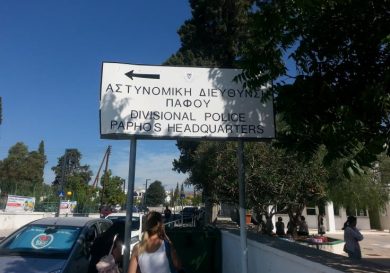 ΑΣΤΥΝΟΜΙΚΗ ΔΙΕΥΘΥΝΣΗ
ΠΑΦΟΥ
DIVISIONAL POLICE
PAPHOS HEADQUARTERS